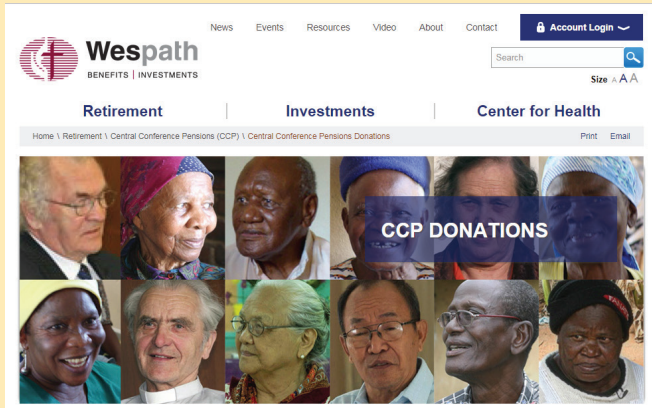 News Events Resources Video About Contact Account Login
Wespath
BENEFITS | INVESTMENTS
Search
Size A A A
Retirement Investments Center for Health
Home \ Retirement \ Central Conference Pensions (CCP) \ Central Conference Pensions Donations Print Email
CCP DONATIONS